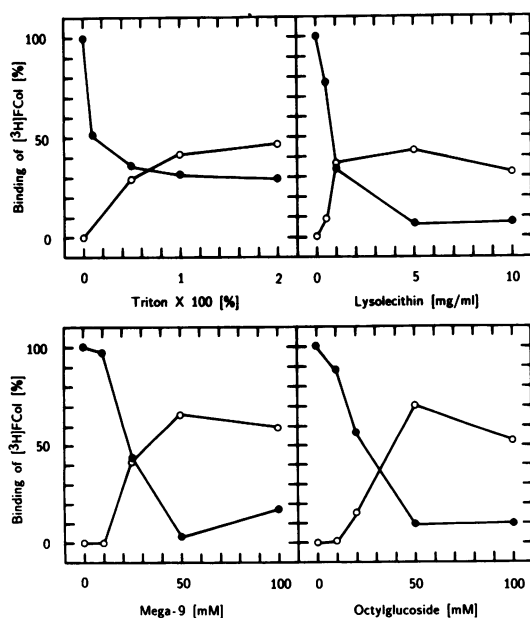 Binding of [³H]FCol [%]
100
50
0
0 1 2
Triton X 100 [%]
0 5 10
Lysolecithin [mg/ml]
Binding of [³H]FCol [%]
100
50
0
0 50 100
Mega-9 [mM]
0 50 100
Octylglucoside [mM]